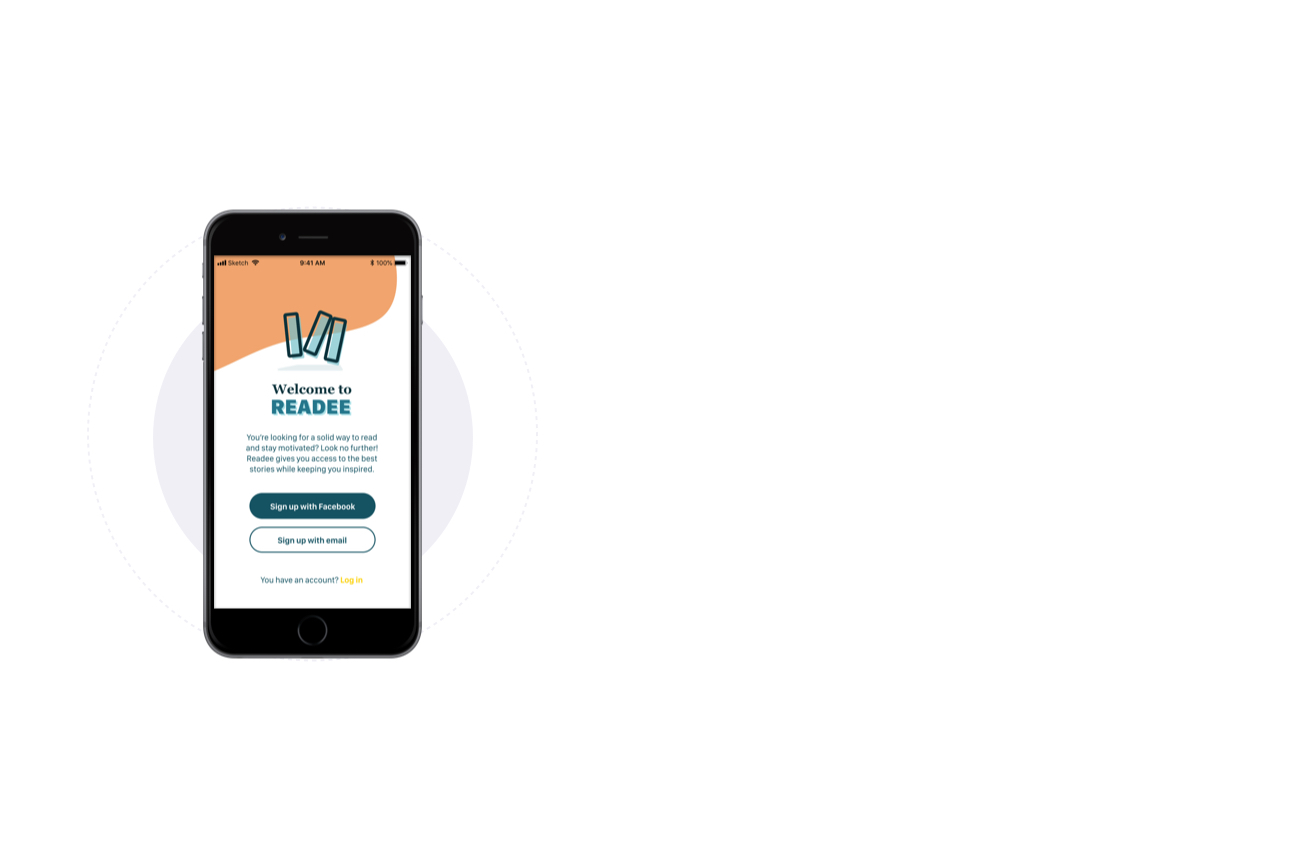 Sketch 9:41 AM 100%
Welcome to
READEE
You're looking for a solid way to read
and stay motivated? Look no further!
Readee gives you access to the best
stories while keeping you inspired.
Sign up with Facebook
Sign up with email
You have an account? Log in